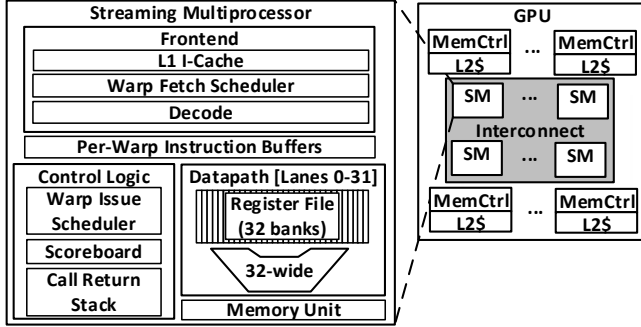 Streaming Multiprocessor
Frontend
L1 I-Cache
Warp Fetch Scheduler
Decode
Per-Warp Instruction Buffers
Control Logic
Warp Issue
Scheduler
Scoreboard
Call Return
Stack
Datapath [Lanes 0-31]
Register File
(32 banks)
32-wide
Memory Unit
GPU
MemCtrl ... MemCtrl
L2$ L2$
SM ... SM
Interconnect
SM ... SM
MemCtrl ... MemCtrl
L2$ L2$